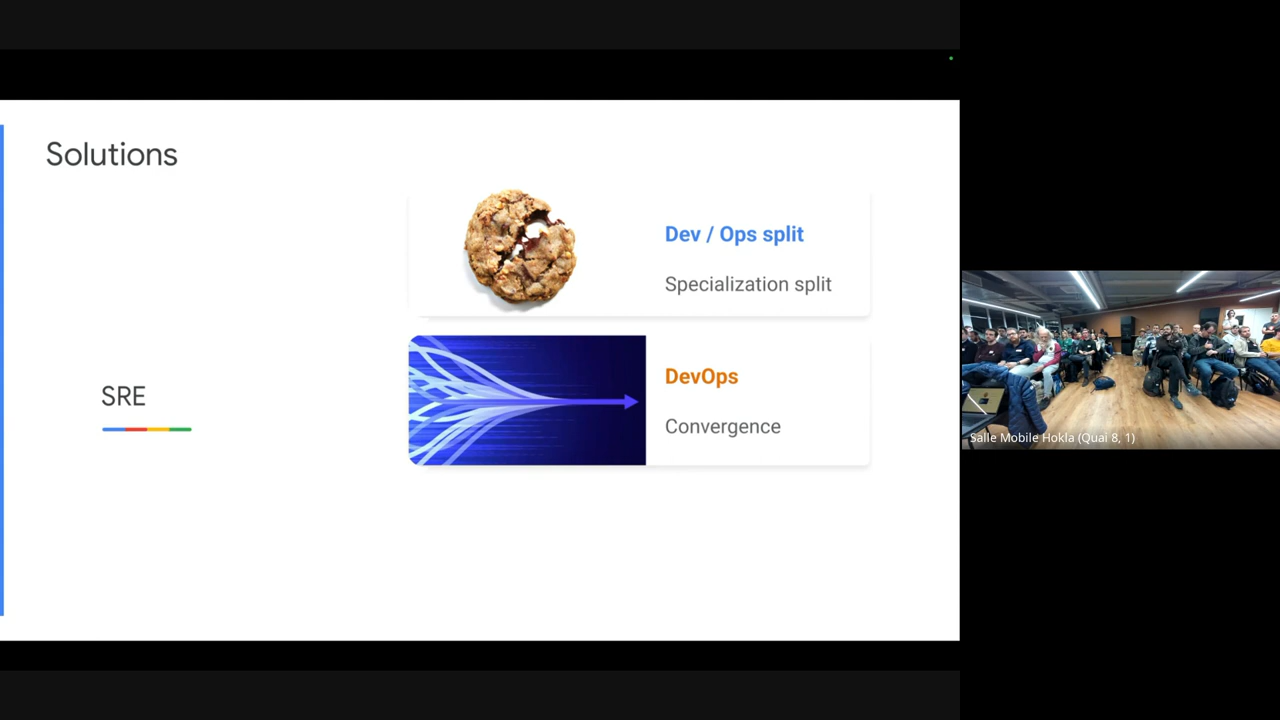 Solutions
Dev / Ops split
Specialization split
SRE
DevOps
Convergence
Salle Mobile Hokla (Quai 8, 1)